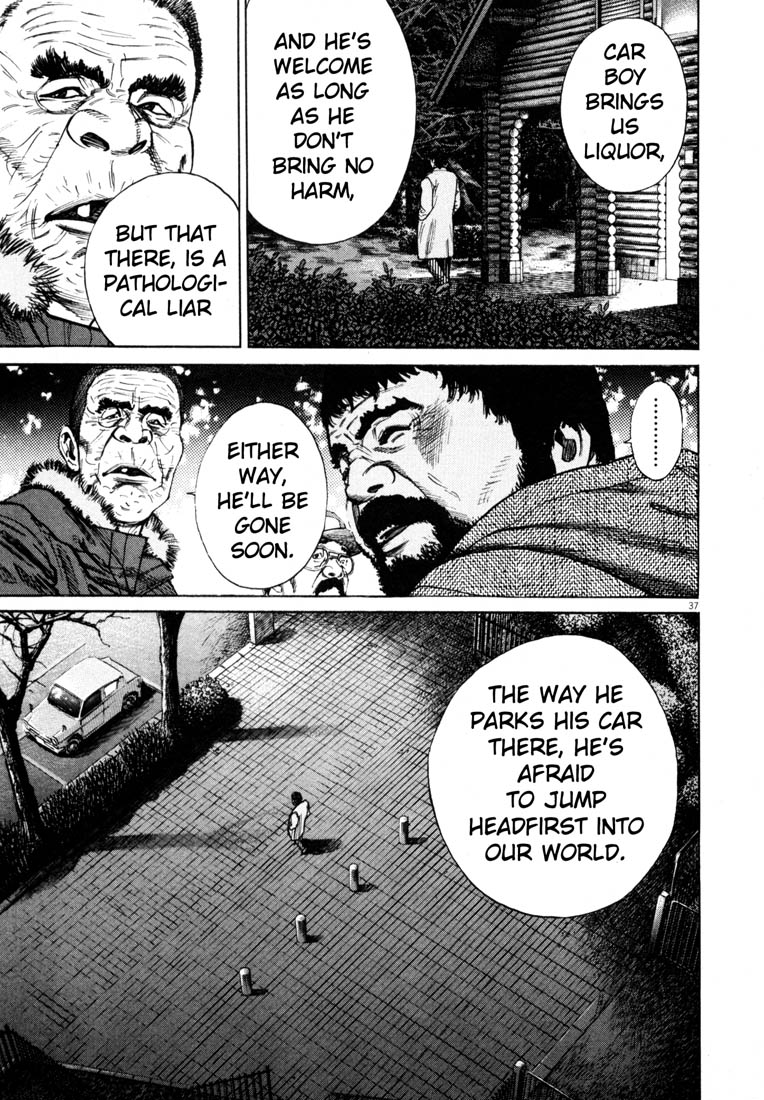 CAR
BOY
BRINGS
US
LIQUOR,
AND HE'S
WELCOME
AS LONG
AS HE
DON'T
BRING NO
HARM,
BUT THAT
THERE, IS A
PATHOLOGI-
CAL LIAR
.........
EITHER
WAY,
HE'LL BE
GONE
SOON.
37
THE WAY HE
PARKS HIS CAR
THERE, HE'S
AFRAID
TO JUMP
HEADFIRST INTO
OUR WORLD.